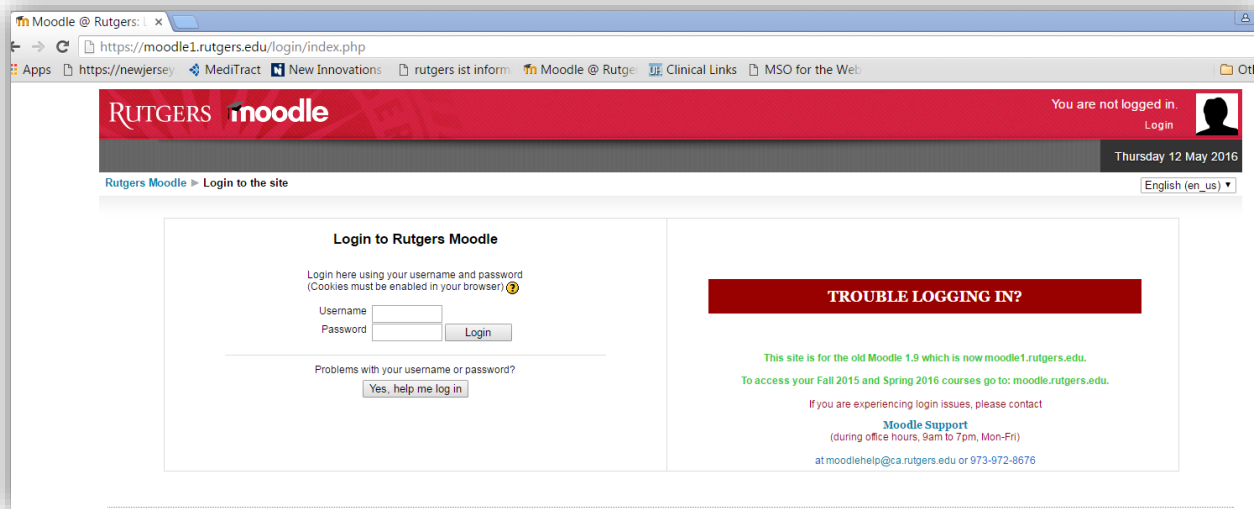 Moodle @ Rutgers: L
https://moodle1.rutgers.edu/login/index.php
Apps https://newjersey MediTract New Innovations rutgers ist inform Moodle @ Rutge Clinical Links MSO for the Web Oth
RUTGERS moodle
You are not logged in.
Login
Thursday 12 May 2016
Rutgers Moodle ► Login to the site
English (en_us) ▼
Login to Rutgers Moodle
Login here using your username and password
(Cookies must be enabled in your browser) ?
Username
Password Login
Problems with your username or password?
Yes, help me log in
TROUBLE LOGGING IN?
This site is for the old Moodle 1.9 which is now moodle1.rutgers.edu.
To access your Fall 2015 and Spring 2016 courses go to: moodle.rutgers.edu.
If you are experiencing login issues, please contact
Moodle Support
(during office hours, 9am to 7pm, Mon-Fri)
at moodlehelp@ca.rutgers.edu or 973-972-8676